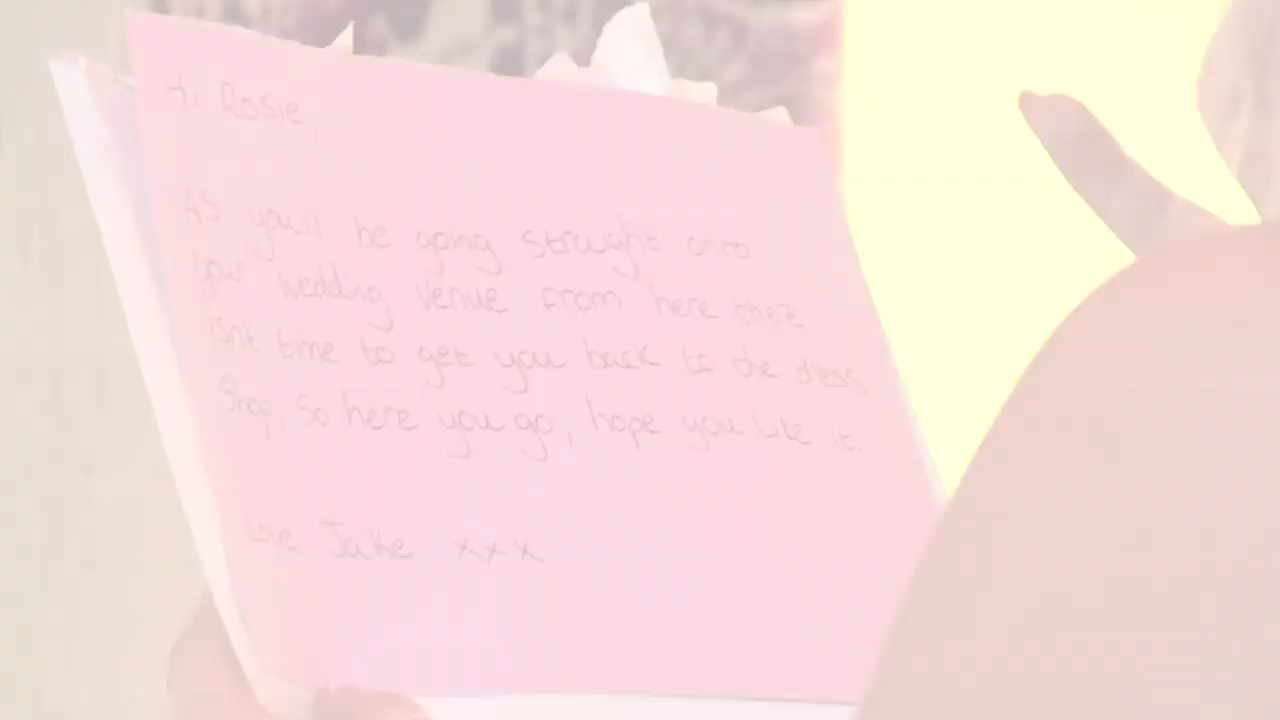 Hi Rosie,
As you'll be going straight onto
your wedding venue from here there
isnt time to get you back to the dress
shop, so here you go, hope you like it.
Love Jake xxx